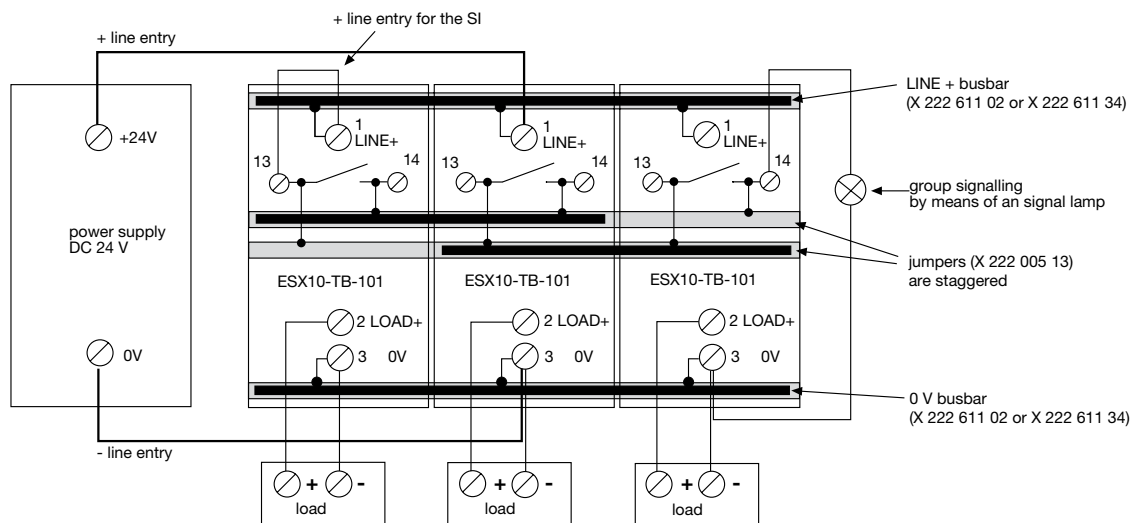 + line entry for the SI
+ line entry
LINE + busbar
(X 222 611 02 or X 222 611 34)
+24V
1
LINE+
1
LINE+
1
LINE+
13
14
13
14
13
14
group signalling
by means of an signal lamp
power supply
DC 24 V
jumpers (X 222 005 13)
are staggered
ESX10-TB-101
ESX10-TB-101
ESX10-TB-101
2 LOAD+
2 LOAD+
2 LOAD+
0V
3 0V
3 0V
3 0V
0 V busbar
(X 222 611 02 or X 222 611 34)
- line entry
+ -
load
+ -
load
+ -
load